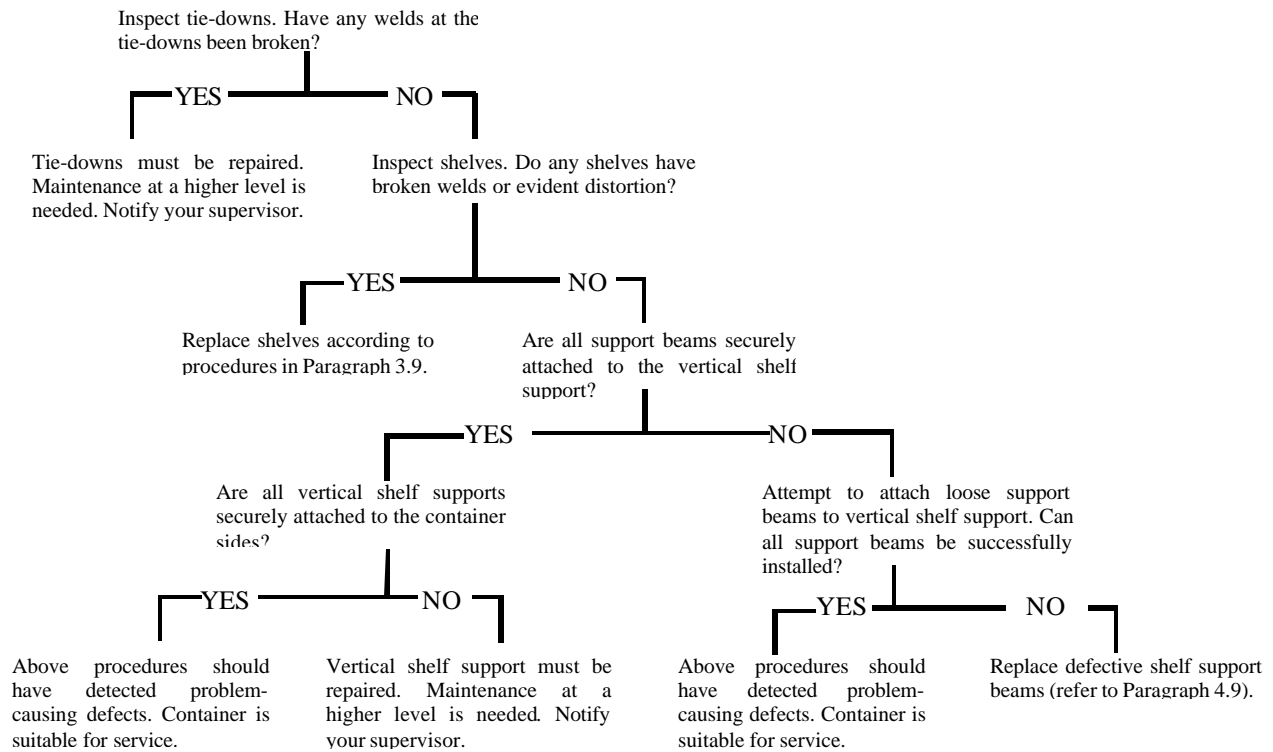 Inspect tie-downs. Have any welds at the
tie-downs been broken?
YES
NO
Tie-downs must be repaired.
Maintenance at a higher level is
needed. Notify your supervisor.
Inspect shelves. Do any shelves have
broken welds or evident distortion?
YES
NO
Replace shelves according to
procedures in Paragraph 3.9.
Are all support beams securely
attached to the vertical shelf
support?
YES
NO
Are all vertical shelf supports
securely attached to the container
sides?
Attempt to attach loose support
beams to vertical shelf support. Can
all support beams be successfully
installed?
YES
NO
YES
NO
Above procedures should
have detected problem-
causing defects. Container is
suitable for service.
Vertical shelf support must be
repaired. Maintenance at a
higher level is needed. Notify
your supervisor.
Above procedures should
have detected problem-
causing defects. Container is
suitable for service.
Replace defective shelf support
beams (refer to Paragraph 4.9).